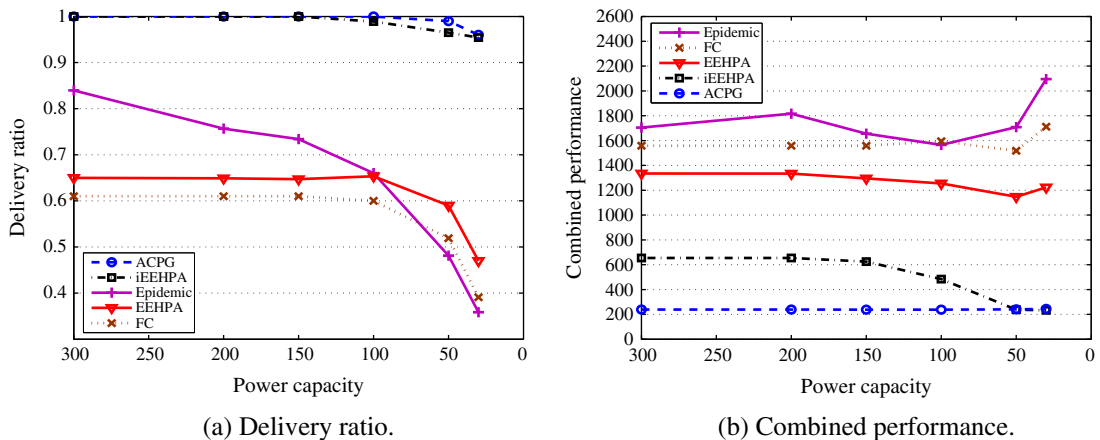 1
0.9
0.8
0.7
0.6
0.5
0.4
300 250 200 150 100 50 0
Delivery ratio
Power capacity
ACPG
iEEHPA
Epidemic
EEHPA
FC
(a) Delivery ratio.
2600
2400
2200
2000
1800
1600
1400
1200
1000
800
600
400
200
0
300 250 200 150 100 50 0
Combined performance
Power capacity
Epidemic
FC
EEHPA
iEEHPA
ACPG
(b) Combined performance.